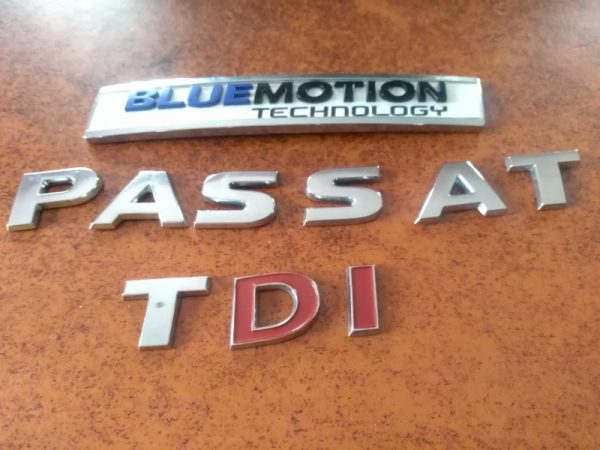 BLUEMOTION
TECHNOLOGY
PASSAT
TDI